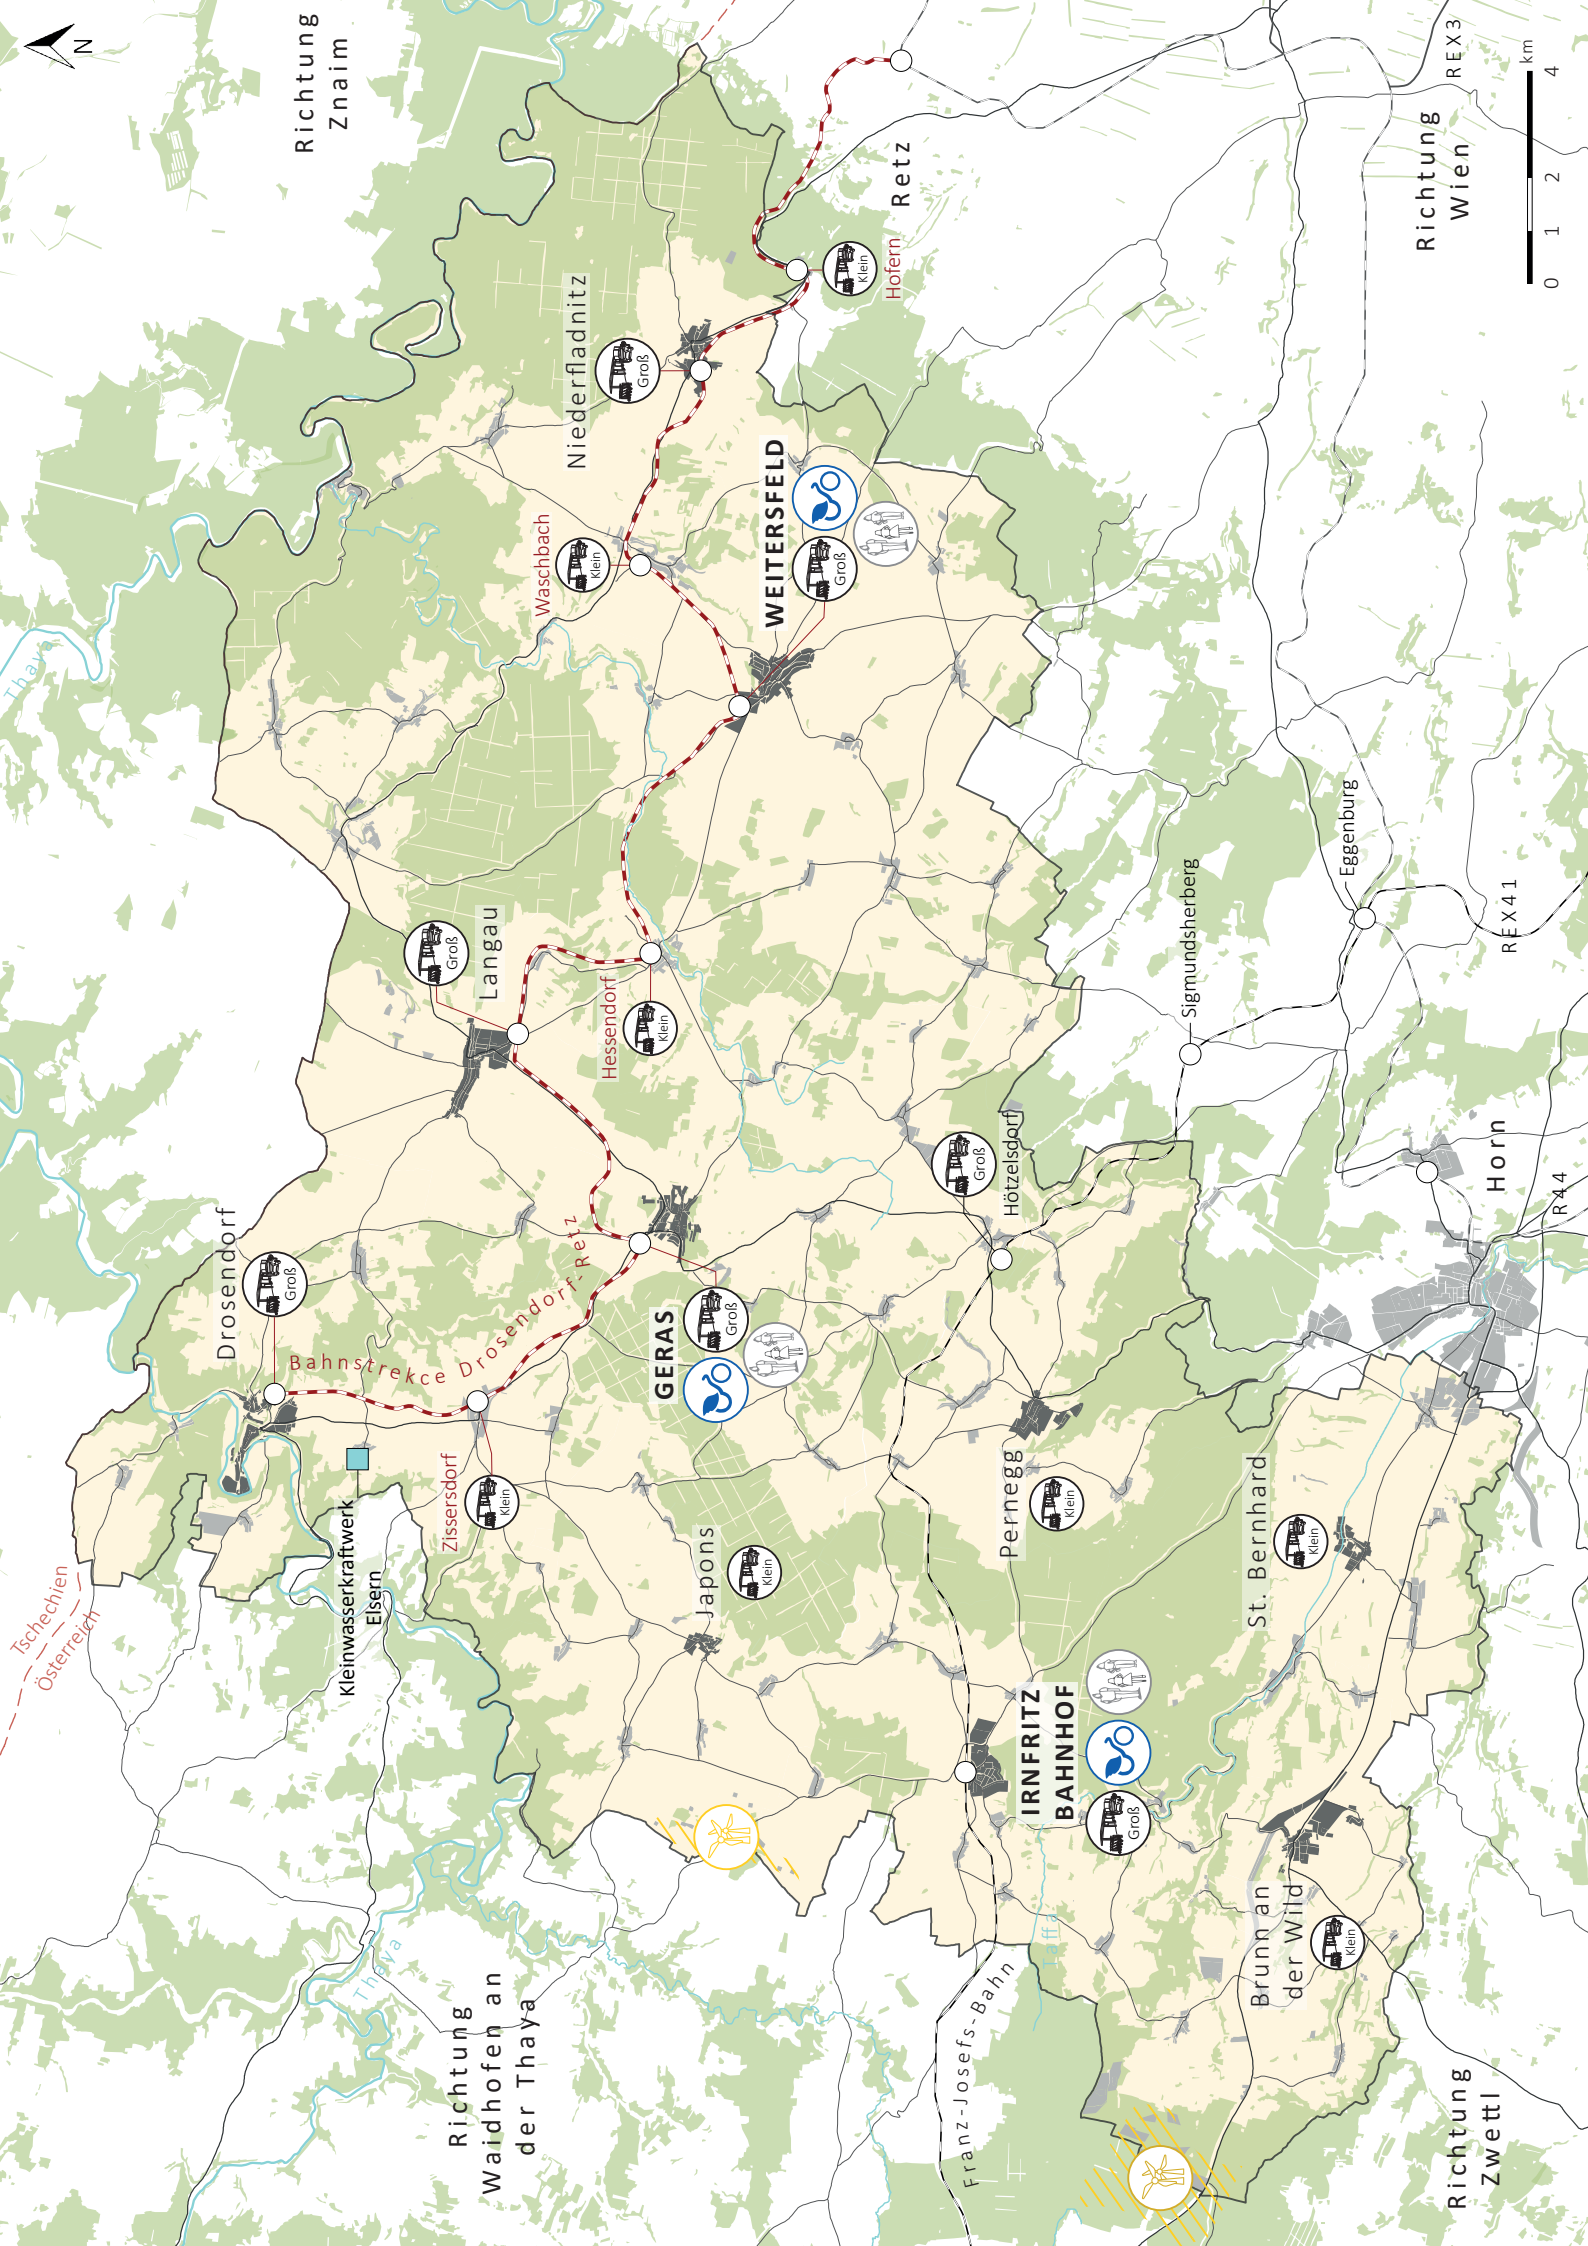 N
Richtung
Znaim
Thaya
Tschechien
Österreich
Drosendorf
Groß
Kleinwasserkraftwerk
Elsern
Bahnstrekce Drosendorf-Retz
Zissersdorf
Klein
Langau
Groß
Hessendorf
Klein
Waschbach
Klein
Niederfladnitz
Groß
Hofern
Klein
Retz
WEITERSFELD
Groß
GERAS
Groß
Japons
Klein
Richtung
Waidhofen an
der Thaya
Thaya
Franz-Josefs-Bahn
Taffa
IRNFRITZ
BAHNHOF
Groß
Pernegg
Klein
Hötzelsdorf
Groß
Sigmundsherberg
Eggenburg
St. Bernhard
Klein
Brunn an
der Wild
Klein
Horn
R44
REX41
REX3
Richtung
Zwettl
Richtung
Wien
0
1
2
4
km